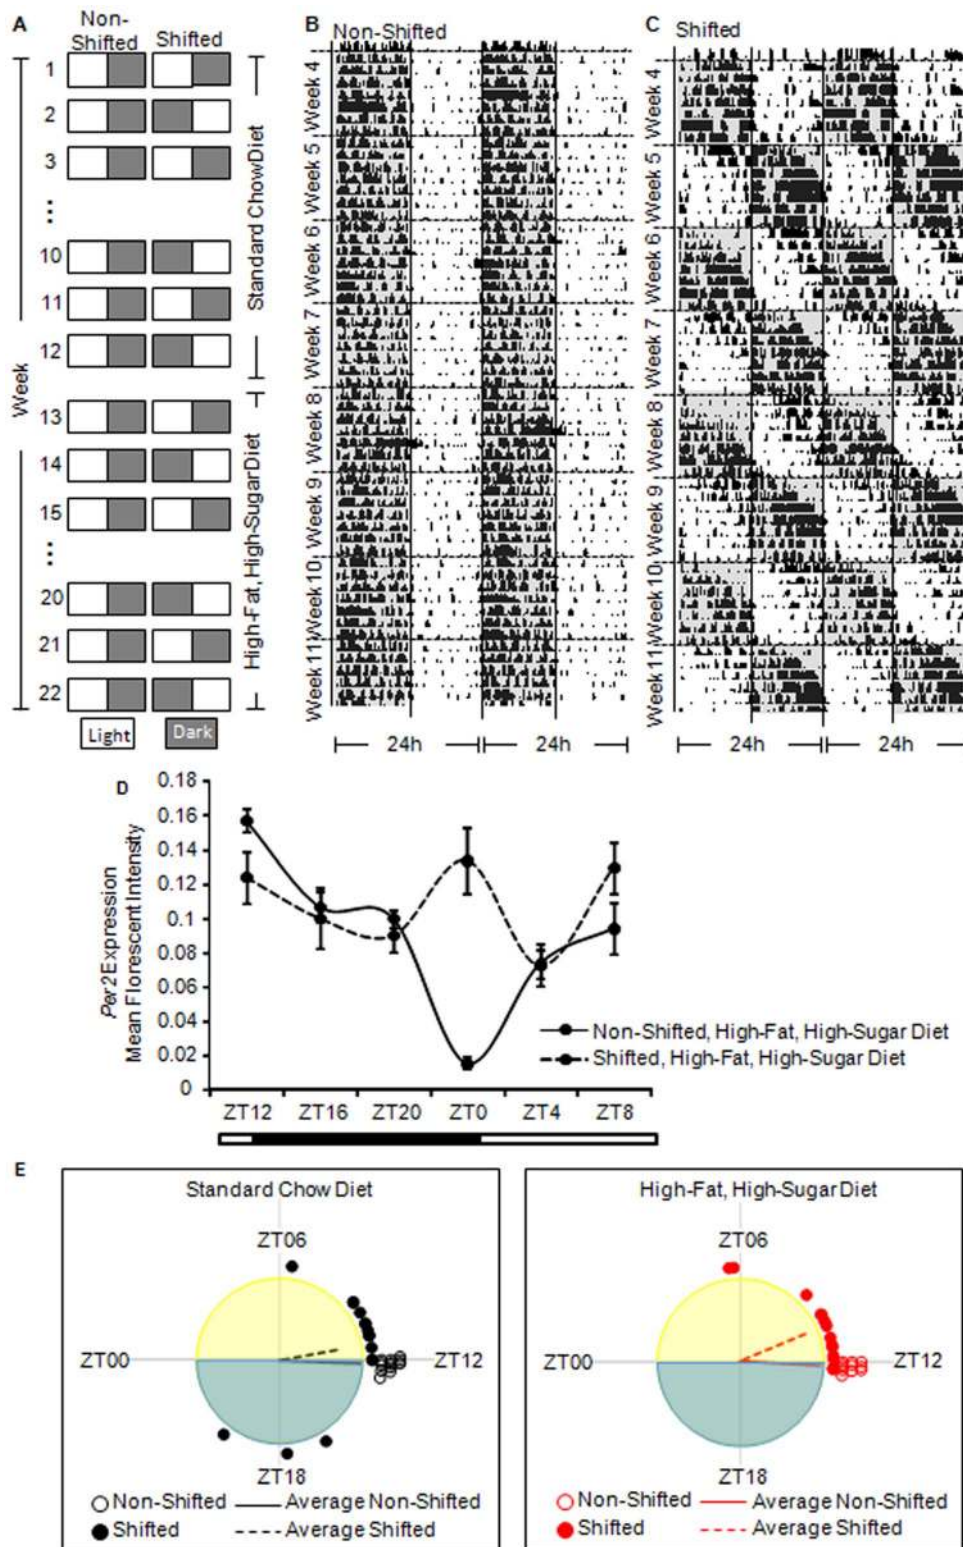 A
Non-
Shifted
Shifted
Week
1
2
3
10
11
12
13
14
15
20
21
22
Standard ChowDiet
High-Fat, High-SugarDiet
Light
Dark
B
Non-Shifted
Week 4
Week 5
Week 6
Week 7
Week 8
Week 9
Week 10
Week 11
24h
24h
C
Shifted
Week 4
Week 5
Week 6
Week 7
Week 8
Week 9
Week 10
Week 11
24h
24h
D
Per2 Expression
Mean Florescent Intensity
0.18
0.16
0.14
0.12
0.1
0.08
0.06
0.04
0.02
0
ZT12 ZT16 ZT20 ZT0 ZT4 ZT8
Non-Shifted, High-Fat, High-Sugar Diet
Shifted, High-Fat, High-Sugar Diet
E
Standard Chow Diet
ZT06
ZT00
ZT12
ZT18
Non-Shifted
Average Non-Shifted
Shifted
Average Shifted
High-Fat, High-Sugar Diet
ZT06
ZT00
ZT12
ZT18
Non-Shifted
Average Non-Shifted
Shifted
Average Shifted